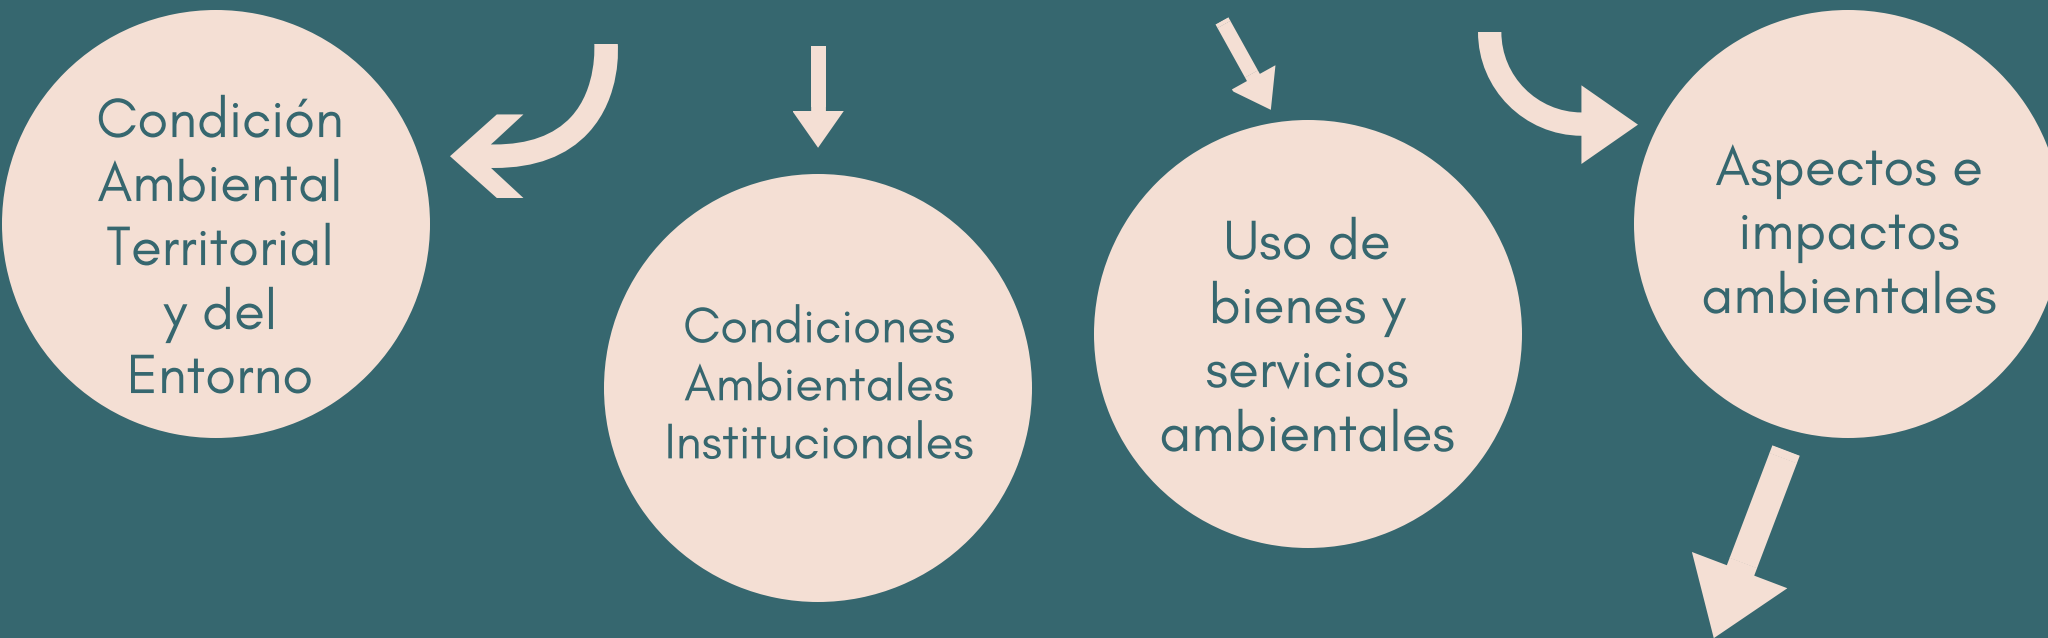 Condición
Ambiental
Territorial
y del
Entorno
Condiciones
Ambientales
Institucionales
Uso de
bienes y
servicios
ambientales
Aspectos e
impactos
ambientales